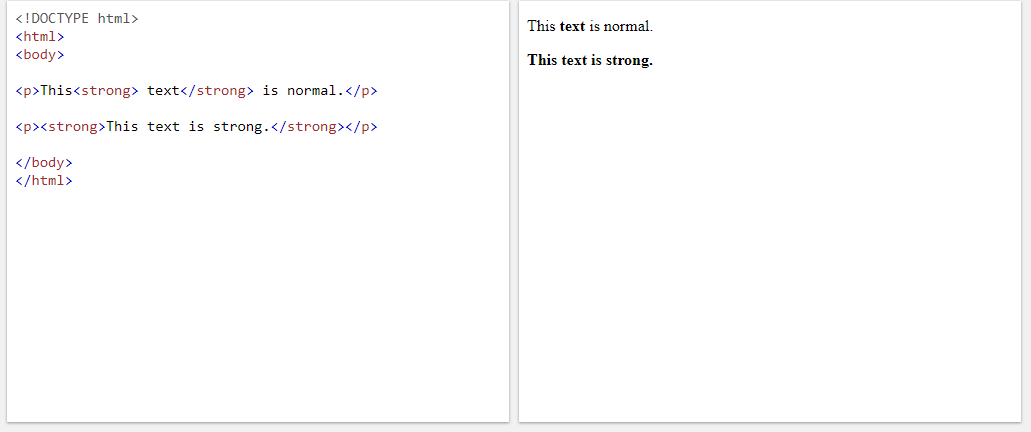 <!DOCTYPE html>
<html>
<body>
<p>This<strong> text</strong> is normal.</p>
<p><strong>This text is strong.</strong></p>
</body>
</html>
This text is normal.
This text is strong.